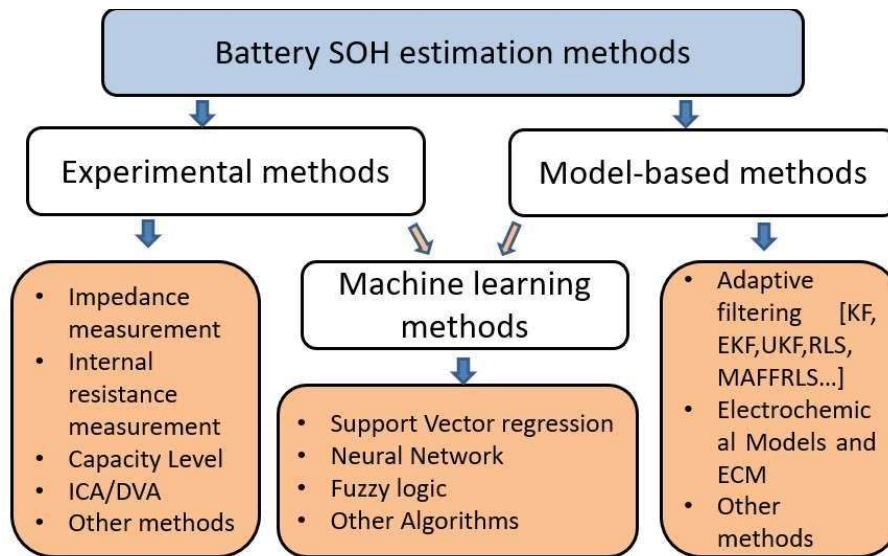 Battery SOH estimation methods
Experimental methods
Model-based methods
Machine learning
methods
• Impedance
measurement
• Internal
resistance
measurement
• Capacity Level
• ICA/DVA
• Other methods
• Support Vector regression
• Neural Network
• Fuzzy logic
• Other Algorithms
• Adaptive
filtering [KF,
EKF,UKF,RLS,
MAFFRLS...]
• Electrochemic
al Models and
ECM
• Other
methods